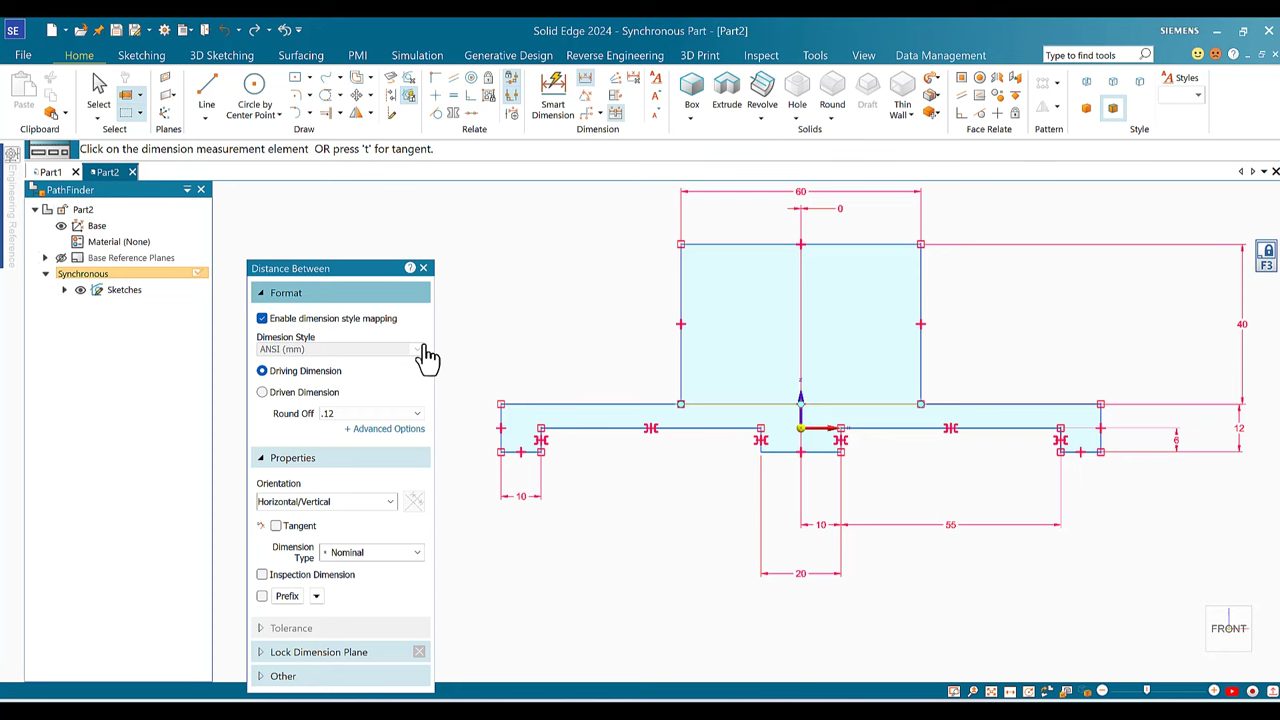 SE
Solid Edge 2024 - Synchronous Part - [Part2]
SIEMENS
File
Home
Sketching
3D Sketching
Surfacing
PMI
Simulation
Generative Design
Reverse Engineering
3D Print
Inspect
Tools
View
Data Management
Type to find tools
Paste
Select
Line
Circle by
Center Point
Smart
Dimension
Box
Extrude
Revolve
Hole
Round
Draft
Thin
Wall
Styles
Clipboard
Select
Planes
Draw
Relate
Dimension
Solids
Face Relate
Pattern
Style
Click on the dimension measurement element OR press 't' for tangent.
Part1
Part2
PathFinder
Part2
Base
Material (None)
Base Reference Planes
Synchronous
Sketches
Engineering Reference
Distance Between
Format
Enable dimension style mapping
Dimesion Style
ANSI (mm)
Driving Dimension
Driven Dimension
Round Off
.12
+ Advanced Options
Properties
Orientation
Horizontal/Vertical
Tangent
Dimension
Type
Nominal
Inspection Dimension
Prefix
Tolerance
Lock Dimension Plane
Other
60
0
40
12
6
10
10
55
20
z
F3
FRONT